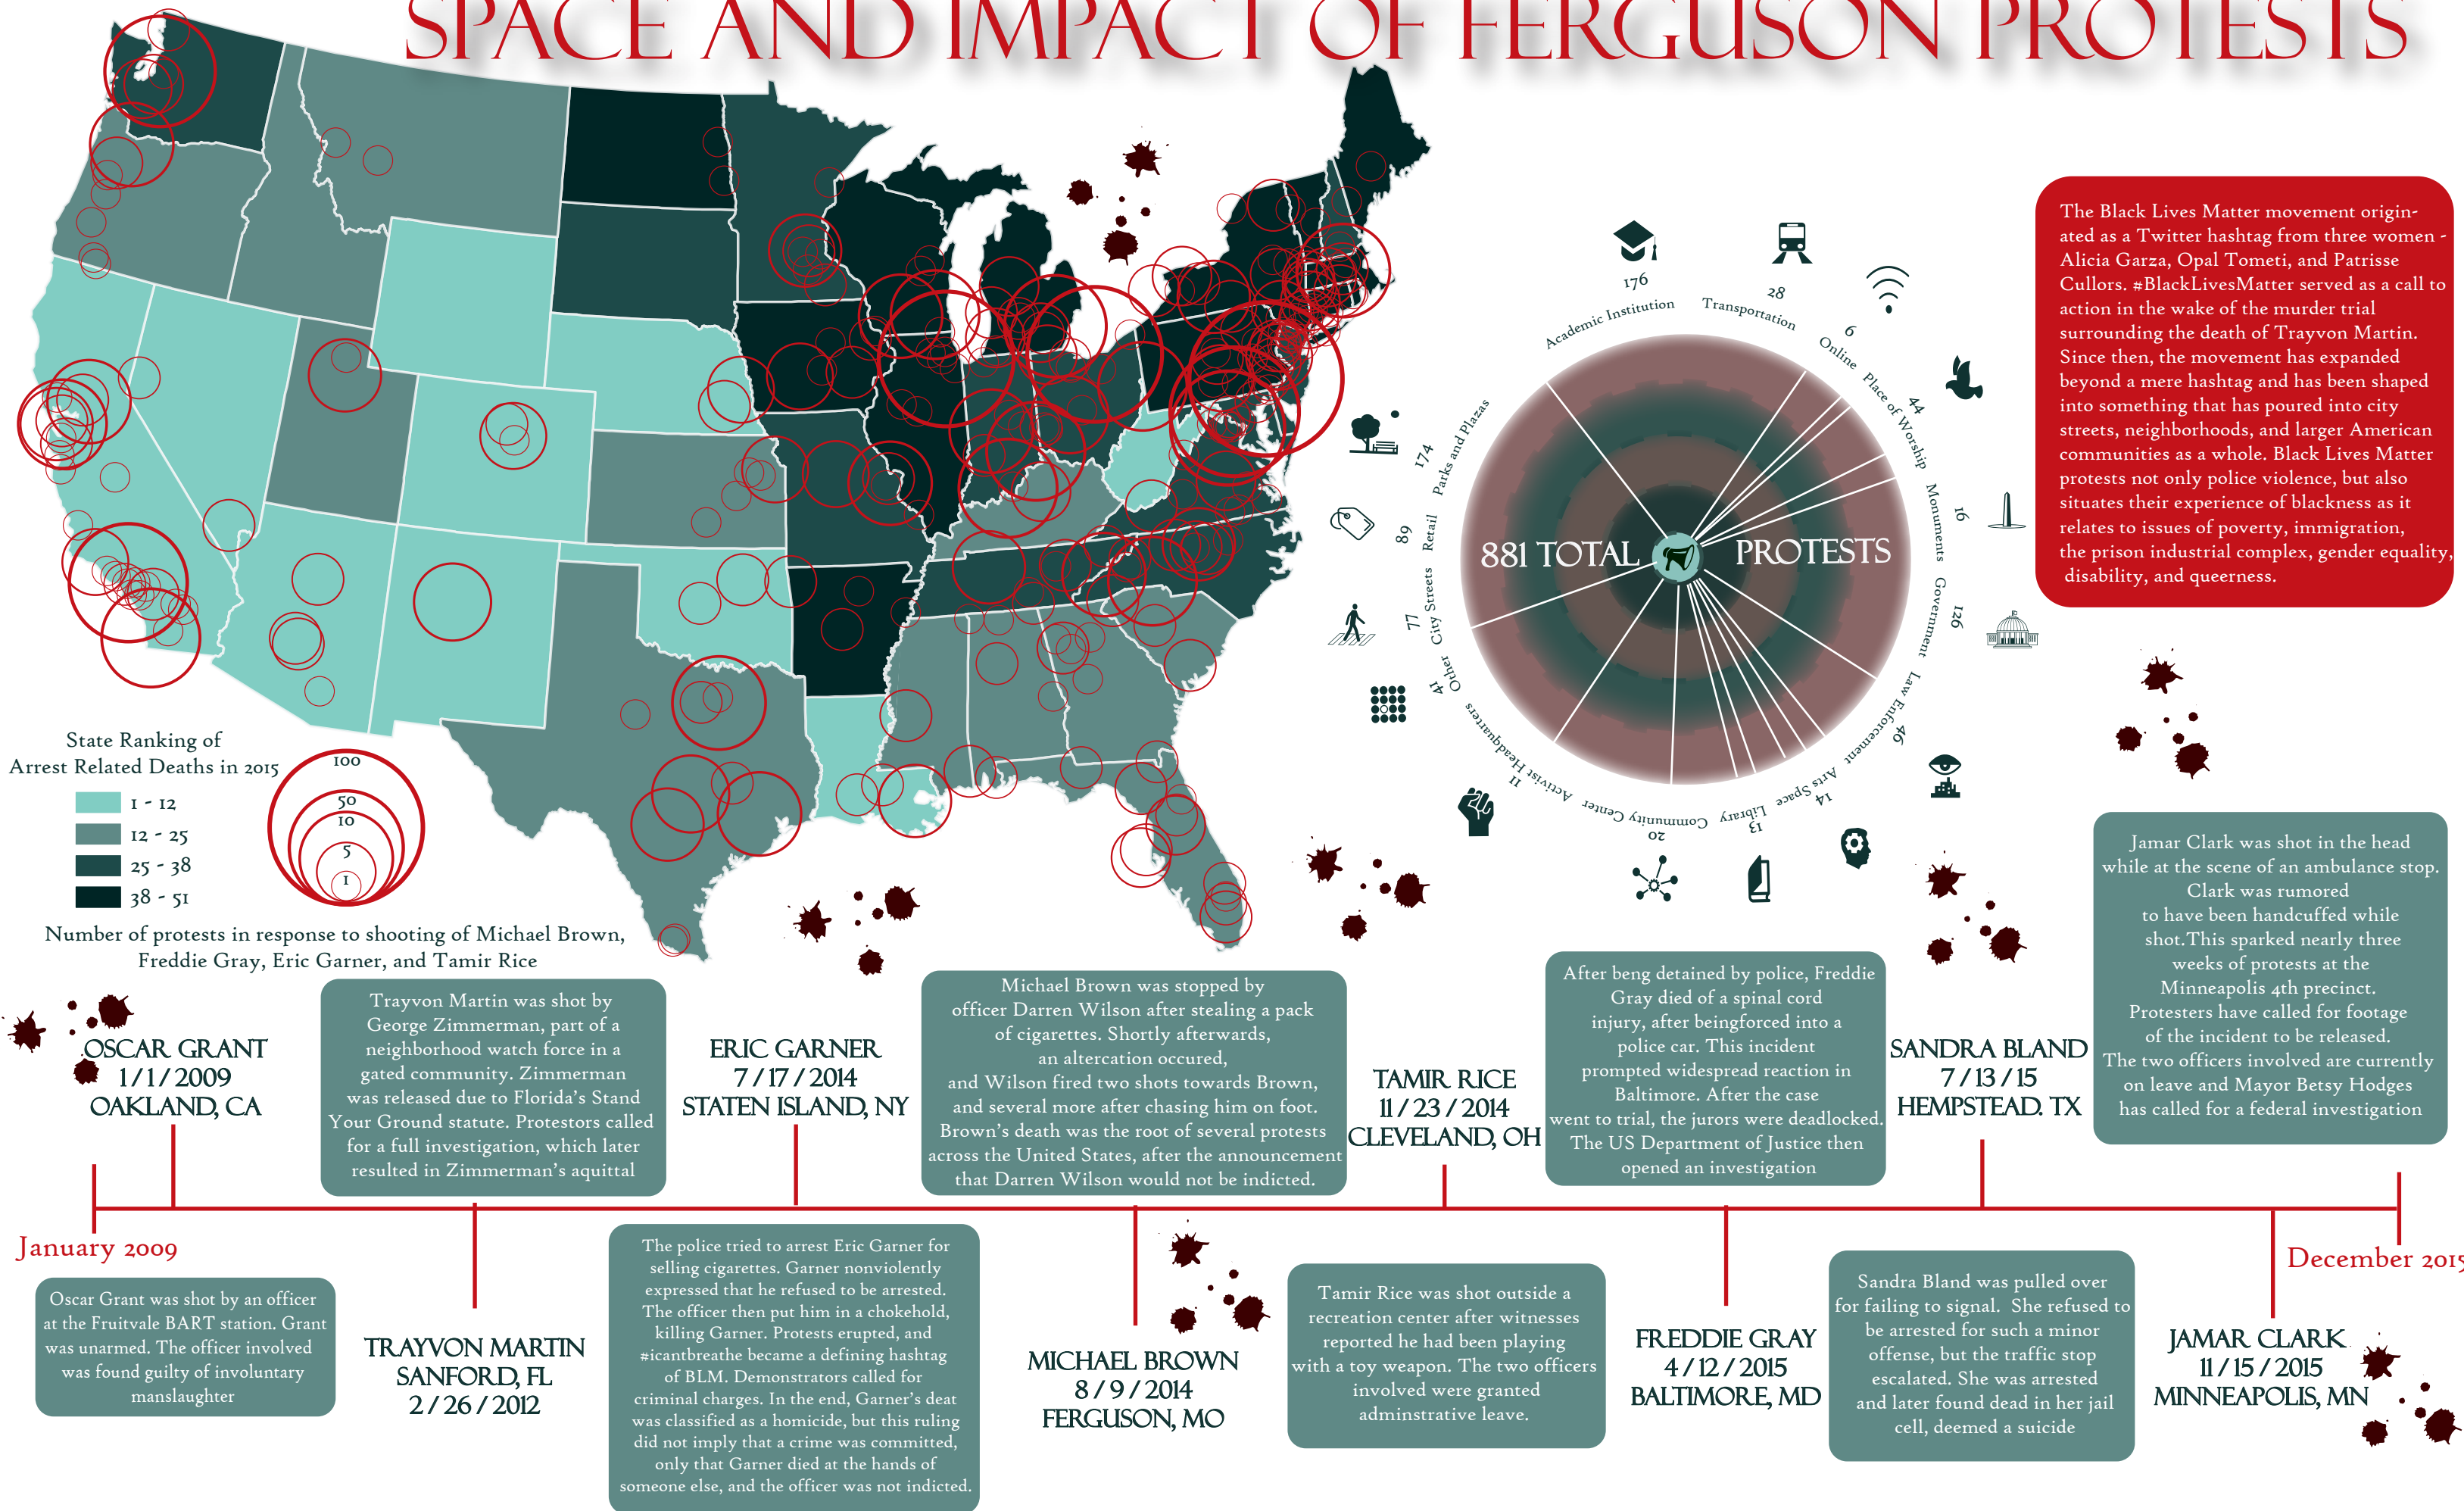 SPACE AND IMPACT OF FERGUSON PROTESTS
The Black Lives Matter movement origin-
ated as a Twitter hashtag from three women -
Alicia Garza, Opal Tometi, and Patrisse
Cullors. #BlackLivesMatter served as a call to
action in the wake of the murder trial
surrounding the death of Trayvon Martin.
Since then, the movement has expanded
beyond a mere hashtag and has been shaped
into something that has poured into city
streets, neighborhoods, and larger American
communities as a whole. Black Lives Matter
protests not only police violence, but also
situates their experience of blackness as it
relates to issues of poverty, immigration,
the prison industrial complex, gender equality,
disability, and queerness.
176
Academic Institution
28
Transportation
6
Online
44
Place of Worship
16
Monuments
126
Government
46
Law Enforcement
14
Arts Space
13
Library
20
Community Center
11
Activist Headquarters
41
Other
77
City Streets
89
Retail
174
Parks and Plazas
881 TOTAL PROTESTS
State Ranking of
Arrest Related Deaths in 2015
1 - 12
12 - 25
25 - 38
38 - 51
100
50
10
5
1
Number of protests in response to shooting of Michael Brown,
Freddie Gray, Eric Garner, and Tamir Rice
OSCAR GRANT
1/1/2009
OAKLAND, CA
Trayvon Martin was shot by
George Zimmerman, part of a
neighborhood watch force in a
gated community. Zimmerman
was released due to Florida's Stand
Your Ground statute. Protestors called
for a full investigation, which later
resulted in Zimmerman's aquittal
ERIC GARNER
7/17/2014
STATEN ISLAND, NY
Michael Brown was stopped by
officer Darren Wilson after stealing a pack
of cigarettes. Shortly afterwards,
an altercation occured,
and Wilson fired two shots towards Brown,
and several more after chasing him on foot.
Brown's death was the root of several protests
across the United States, after the announcement
that Darren Wilson would not be indicted.
TAMIR RICE
11/23/2014
CLEVELAND, OH
After beng detained by police, Freddie
Gray died of a spinal cord
injury, after beingforced into a
police car. This incident
prompted widespread reaction in
Baltimore. After the case
went to trial, the jurors were deadlocked.
The US Department of Justice then
opened an investigation
SANDRA BLAND
7/13/15
HEMPSTEAD. TX
Jamar Clark was shot in the head
while at the scene of an ambulance stop.
Clark was rumored
to have been handcuffed while
shot.This sparked nearly three
weeks of protests at the
Minneapolis 4th precinct.
Protesters have called for footage
of the incident to be released.
The two officers involved are currently
on leave and Mayor Betsy Hodges
has called for a federal investigation
January 2009
December 2015
Oscar Grant was shot by an officer
at the Fruitvale BART station. Grant
was unarmed. The officer involved
was found guilty of involuntary
manslaughter
TRAYVON MARTIN
SANFORD, FL
2/26/2012
The police tried to arrest Eric Garner for
selling cigarettes. Garner nonviolently
expressed that he refused to be arrested.
The officer then put him in a chokehold,
killing Garner. Protests erupted, and
#icantbreathe became a defining hashtag
of BLM. Demonstrators called for
criminal charges. In the end, Garner's deat
was classified as a homicide, but this ruling
did not imply that a crime was committed,
only that Garner died at the hands of
someone else, and the officer was not indicted.
MICHAEL BROWN
8/9/2014
FERGUSON, MO
Tamir Rice was shot outside a
recreation center after witnesses
reported he had been playing
with a toy weapon. The two officers
involved were granted
adminstrative leave.
FREDDIE GRAY
4/12/2015
BALTIMORE, MD
Sandra Bland was pulled over
for failing to signal. She refused to
be arrested for such a minor
offense, but the traffic stop
escalated. She was arrested
and later found dead in her jail
cell, deemed a suicide
JAMAR CLARK
11/15/2015
MINNEAPOLIS, MN